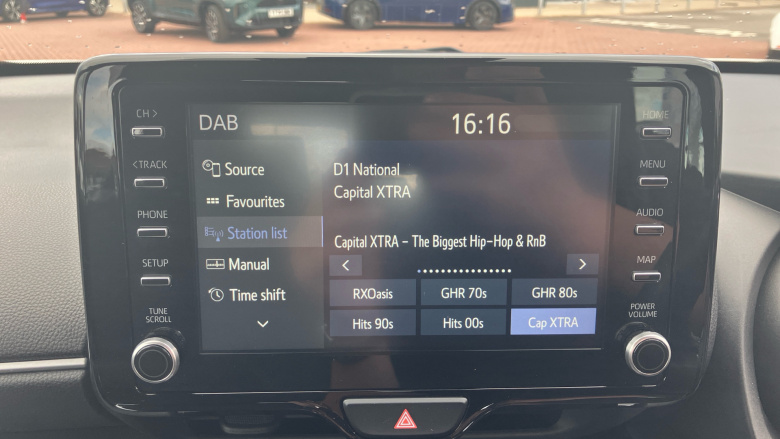 DAB
16:16
CH >
< TRACK
PHONE
SETUP
TUNE
SCROLL
Source
Favourites
Station list
Manual
Time shift
D1 National
Capital XTRA
Capital XTRA - The Biggest Hip-Hop & RnB
< >
RXOasis GHR 70s GHR 80s
Hits 90s Hits 00s Cap XTRA
HOME
MENU
AUDIO
MAP
POWER
VOLUME